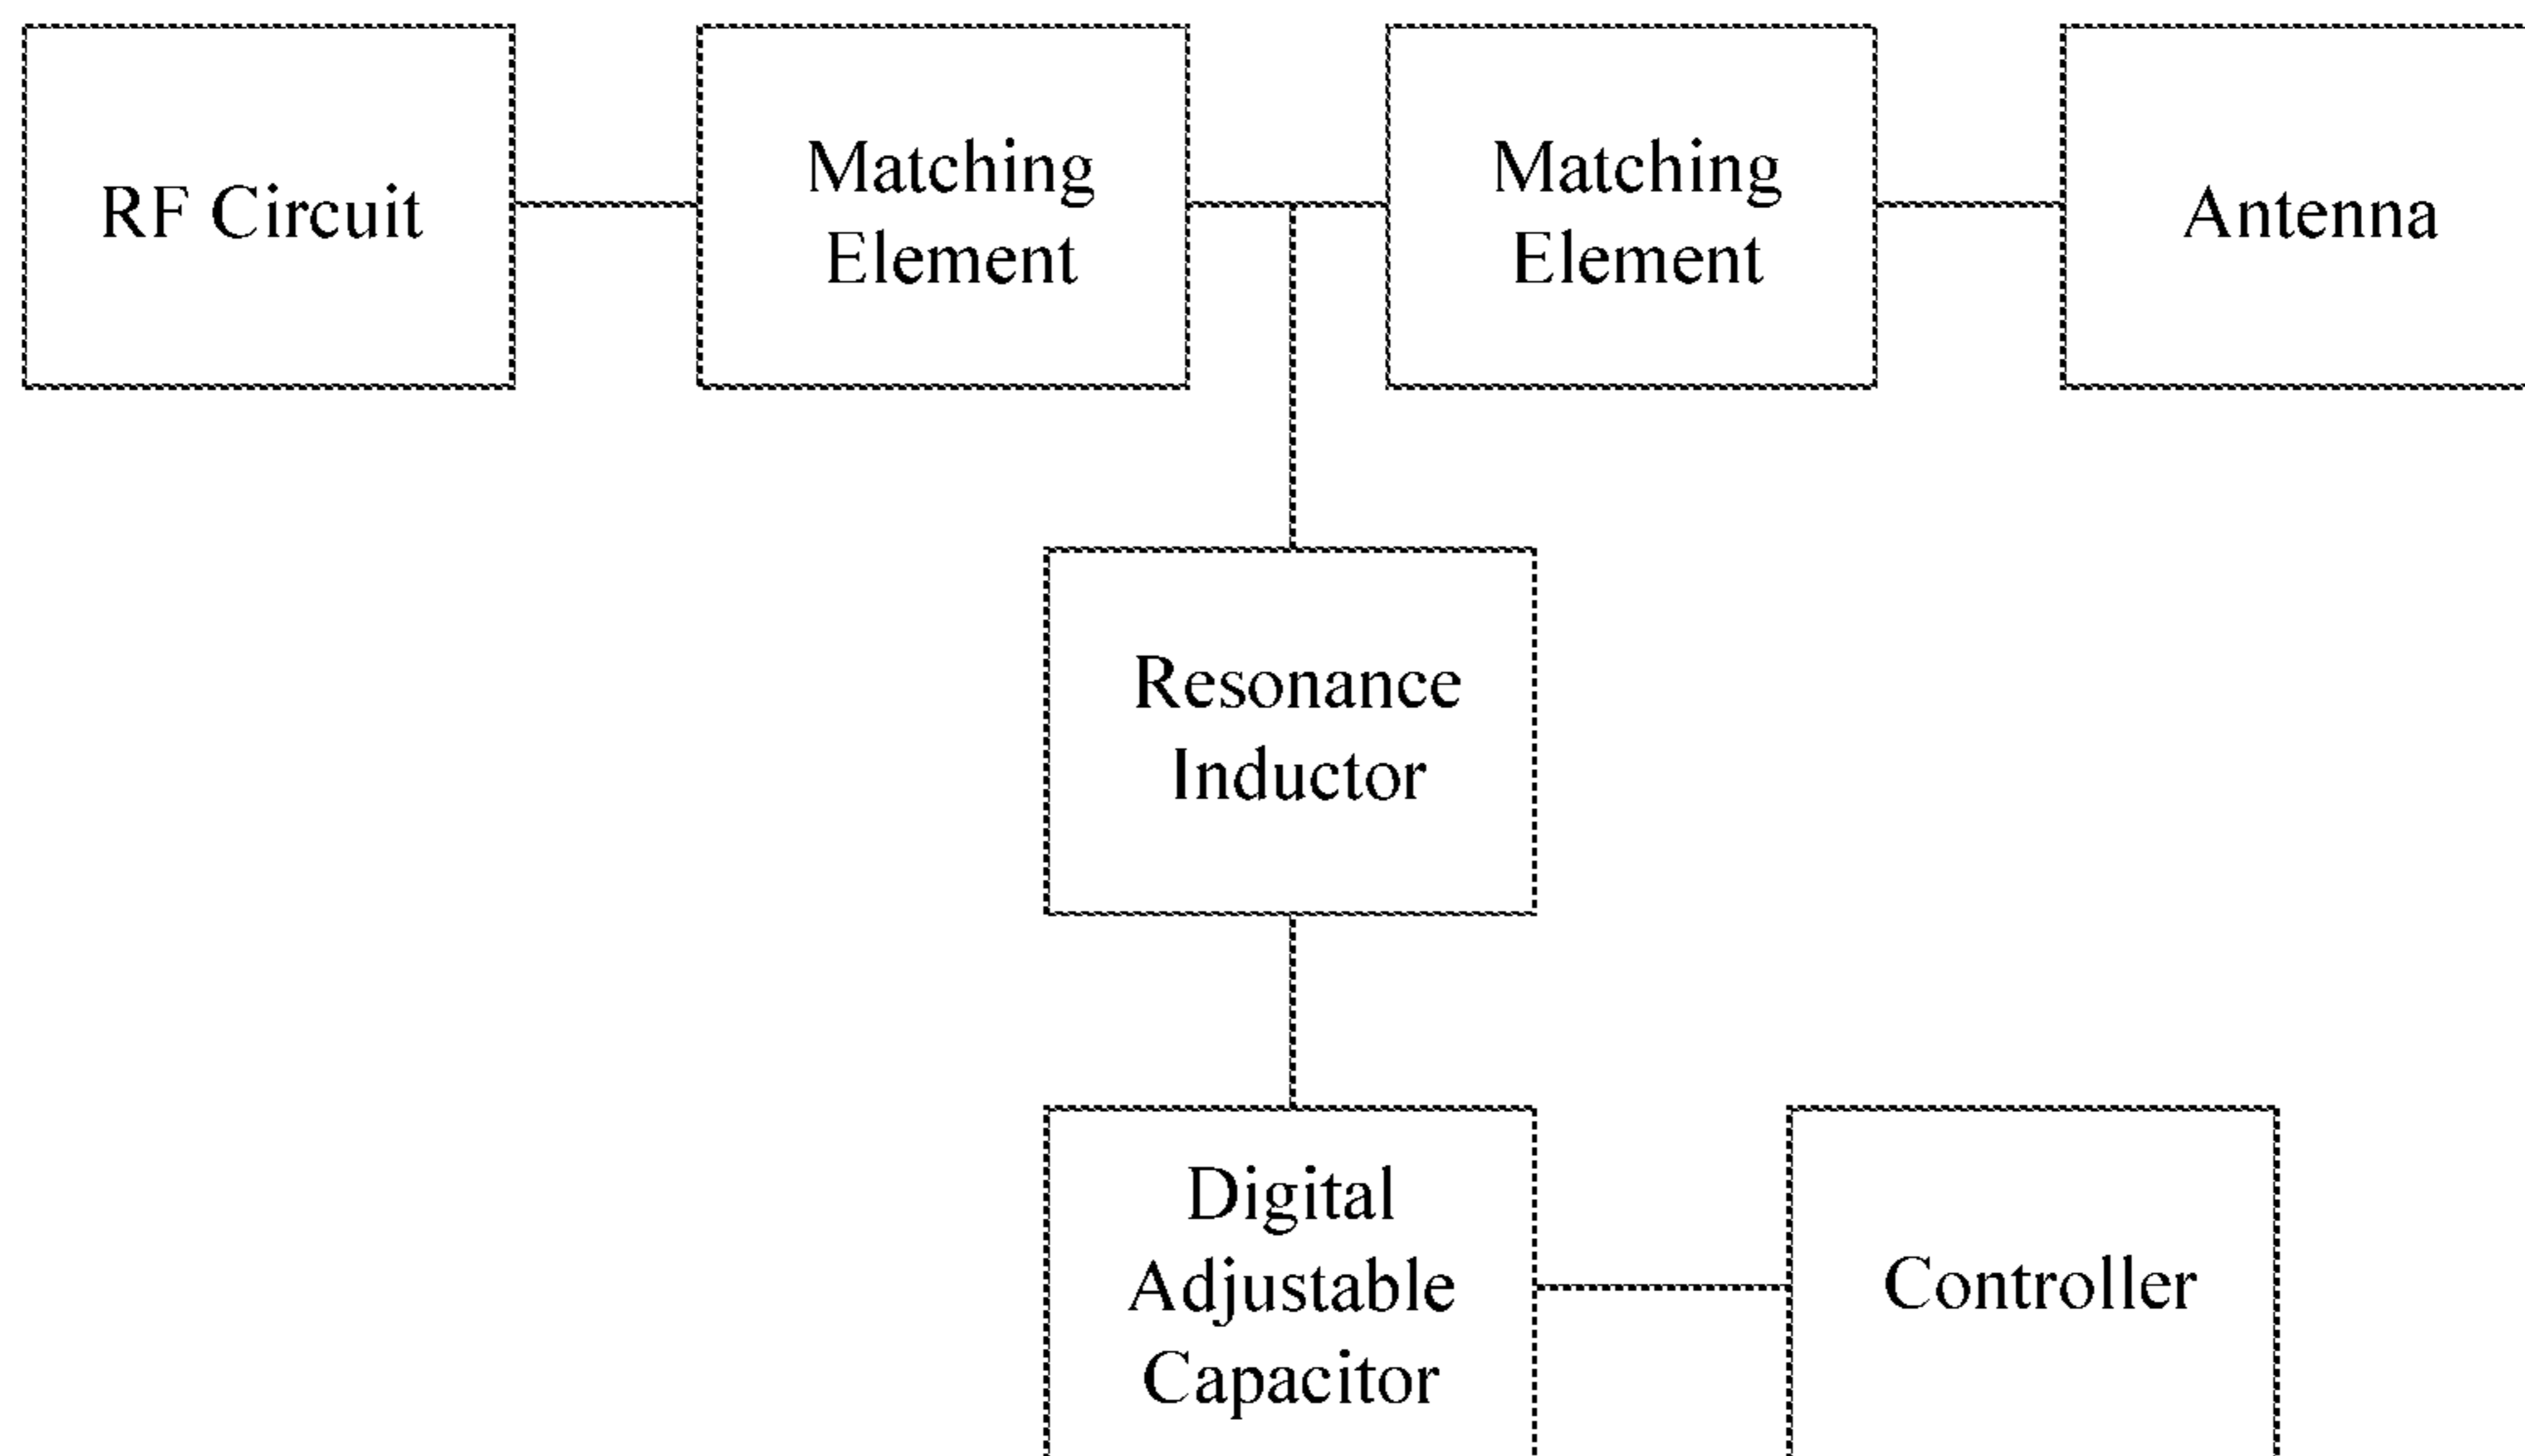 RF Circuit
Matching
Element
Matching
Element
Antenna
Resonance
Inductor
Digital
Adjustable
Capacitor
Controller